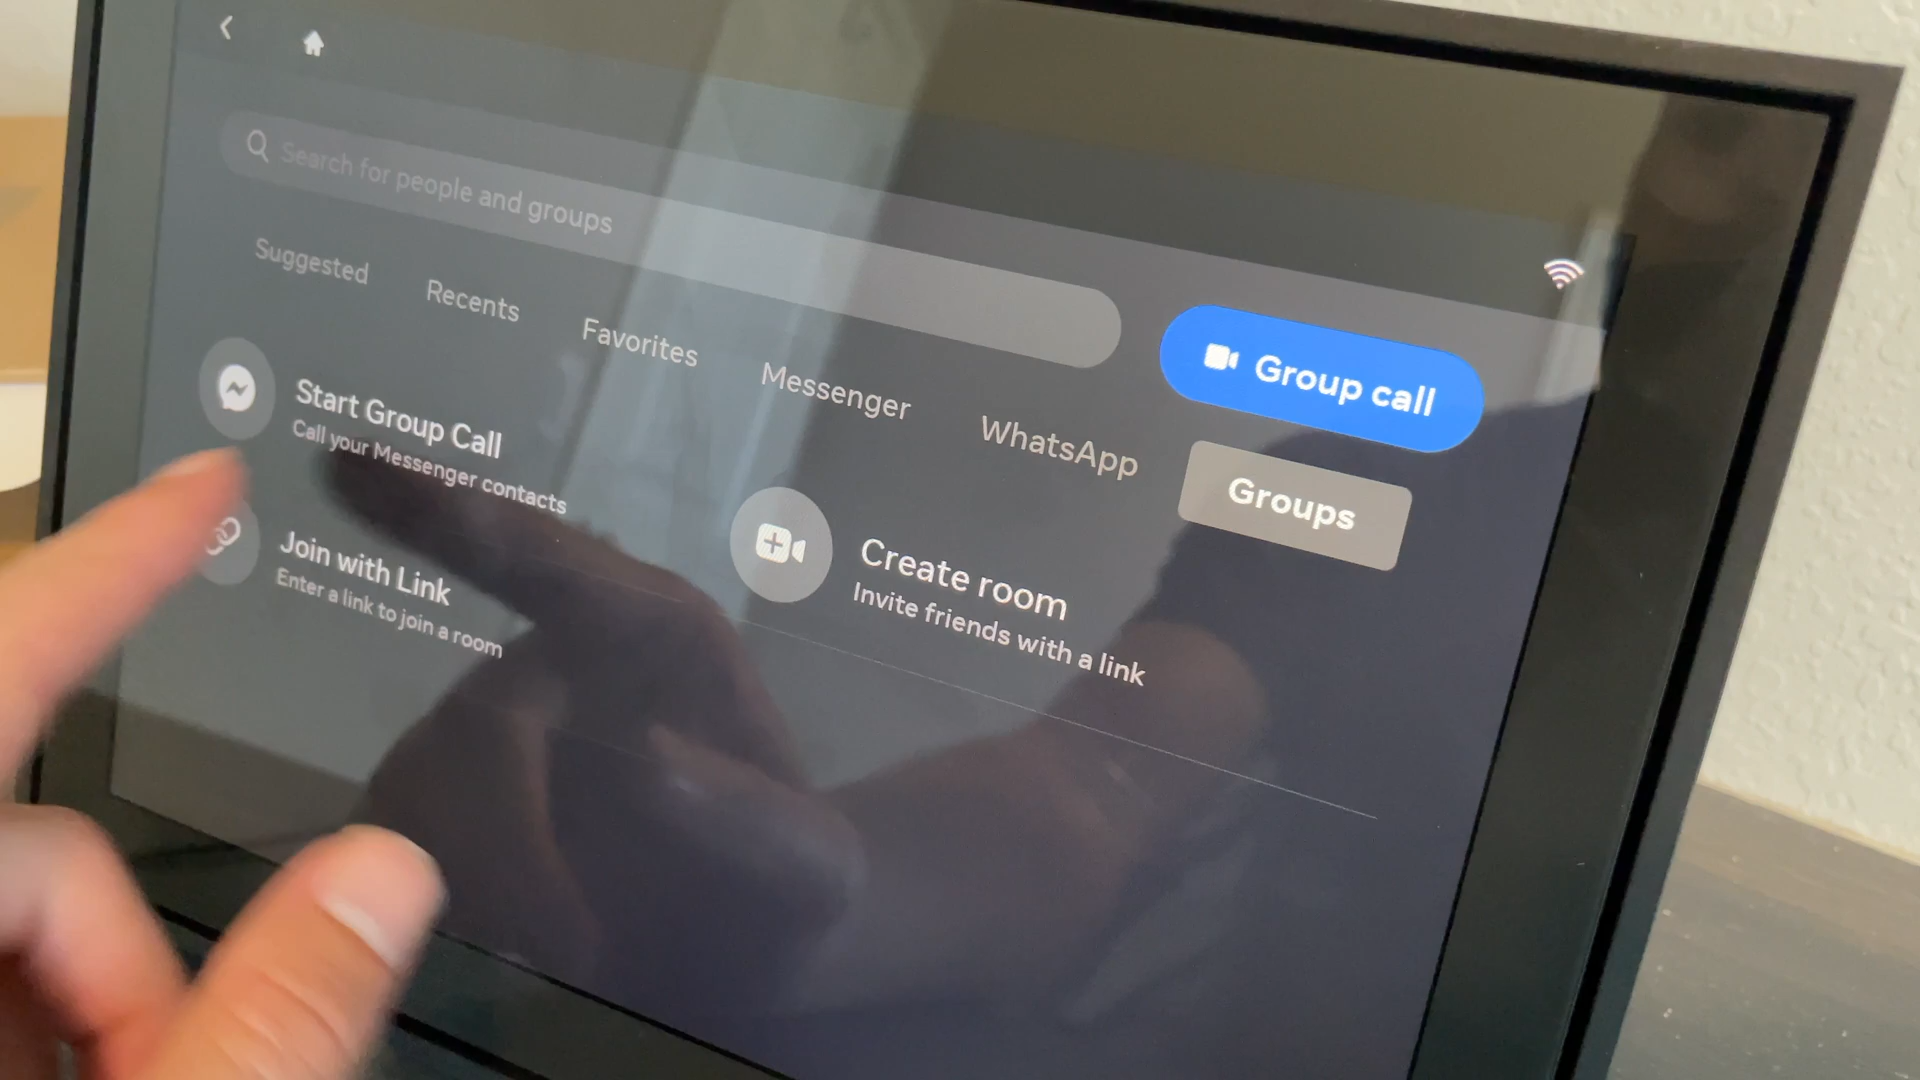 Search for people and groups
Group call
Suggested
Recents
Favorites
Messenger
WhatsApp
Groups
Start Group Call
Call your Messenger contacts
Create room
Invite friends with a link
Join with Link
Enter a link to join a room